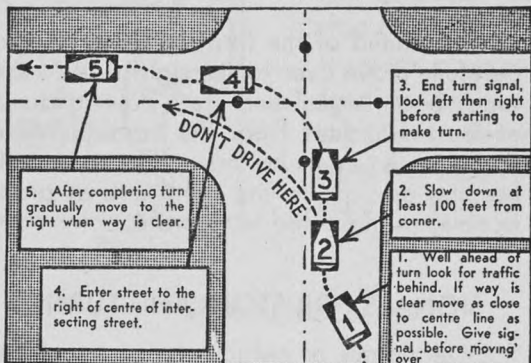 5
4
3. End turn signal,
look left then right
before starting to
make turn.
DON'T DRIVE HERE
3
5. After completing turn
gradually move to the
right when way is clear.
2
2. Slow down at
least 100 feet from
corner.
4. Enter street to the
right of centre of inter-
secting street.
1
1. Well ahead of
turn look for traffic
behind. If way is
clear move as close
to centre line as
possible. Give sig-
nal .before moving'
over